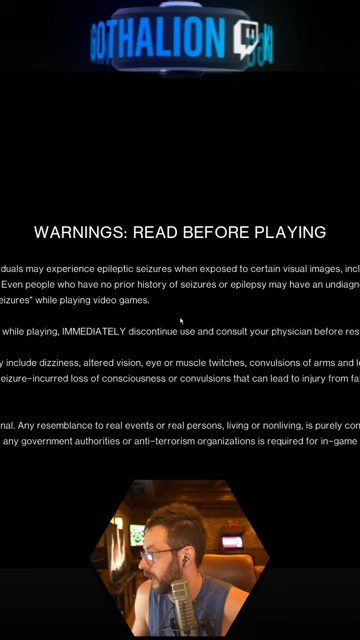 GOTHALION
WARNINGS: READ BEFORE PLAYING
duals may experience epileptic seizures when exposed to certain visual images, incl
Even people who have no prior history of seizures or epilepsy may have an undiagn
eizures" while playing video games.
while playing, IMMEDIATELY discontinue use and consult your physician before res
y include dizziness, altered vision, eye or muscle twitches, convulsions of arms and le
eizure-incurred loss of consciousness or convulsions that can lead to injury from fa
nal. Any resemblance to real events or real persons, living or nonliving, is purely con
any government authorities or anti-terrorism organizations is required for in-game